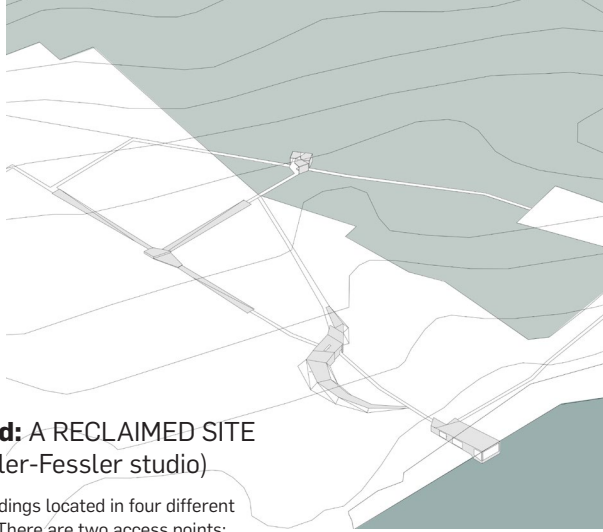 d: A RECLAIMED SITE
ler-Fessler studio)
dings located in four different
There are two access points: